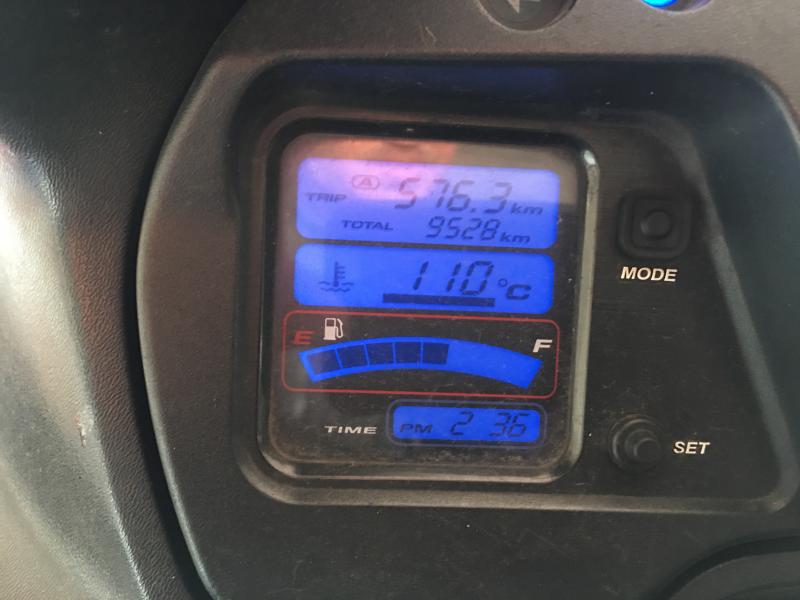 TRIP A 576.3 km
TOTAL 9528 km
110 °C
E F
TIME PM 2 36
MODE
SET